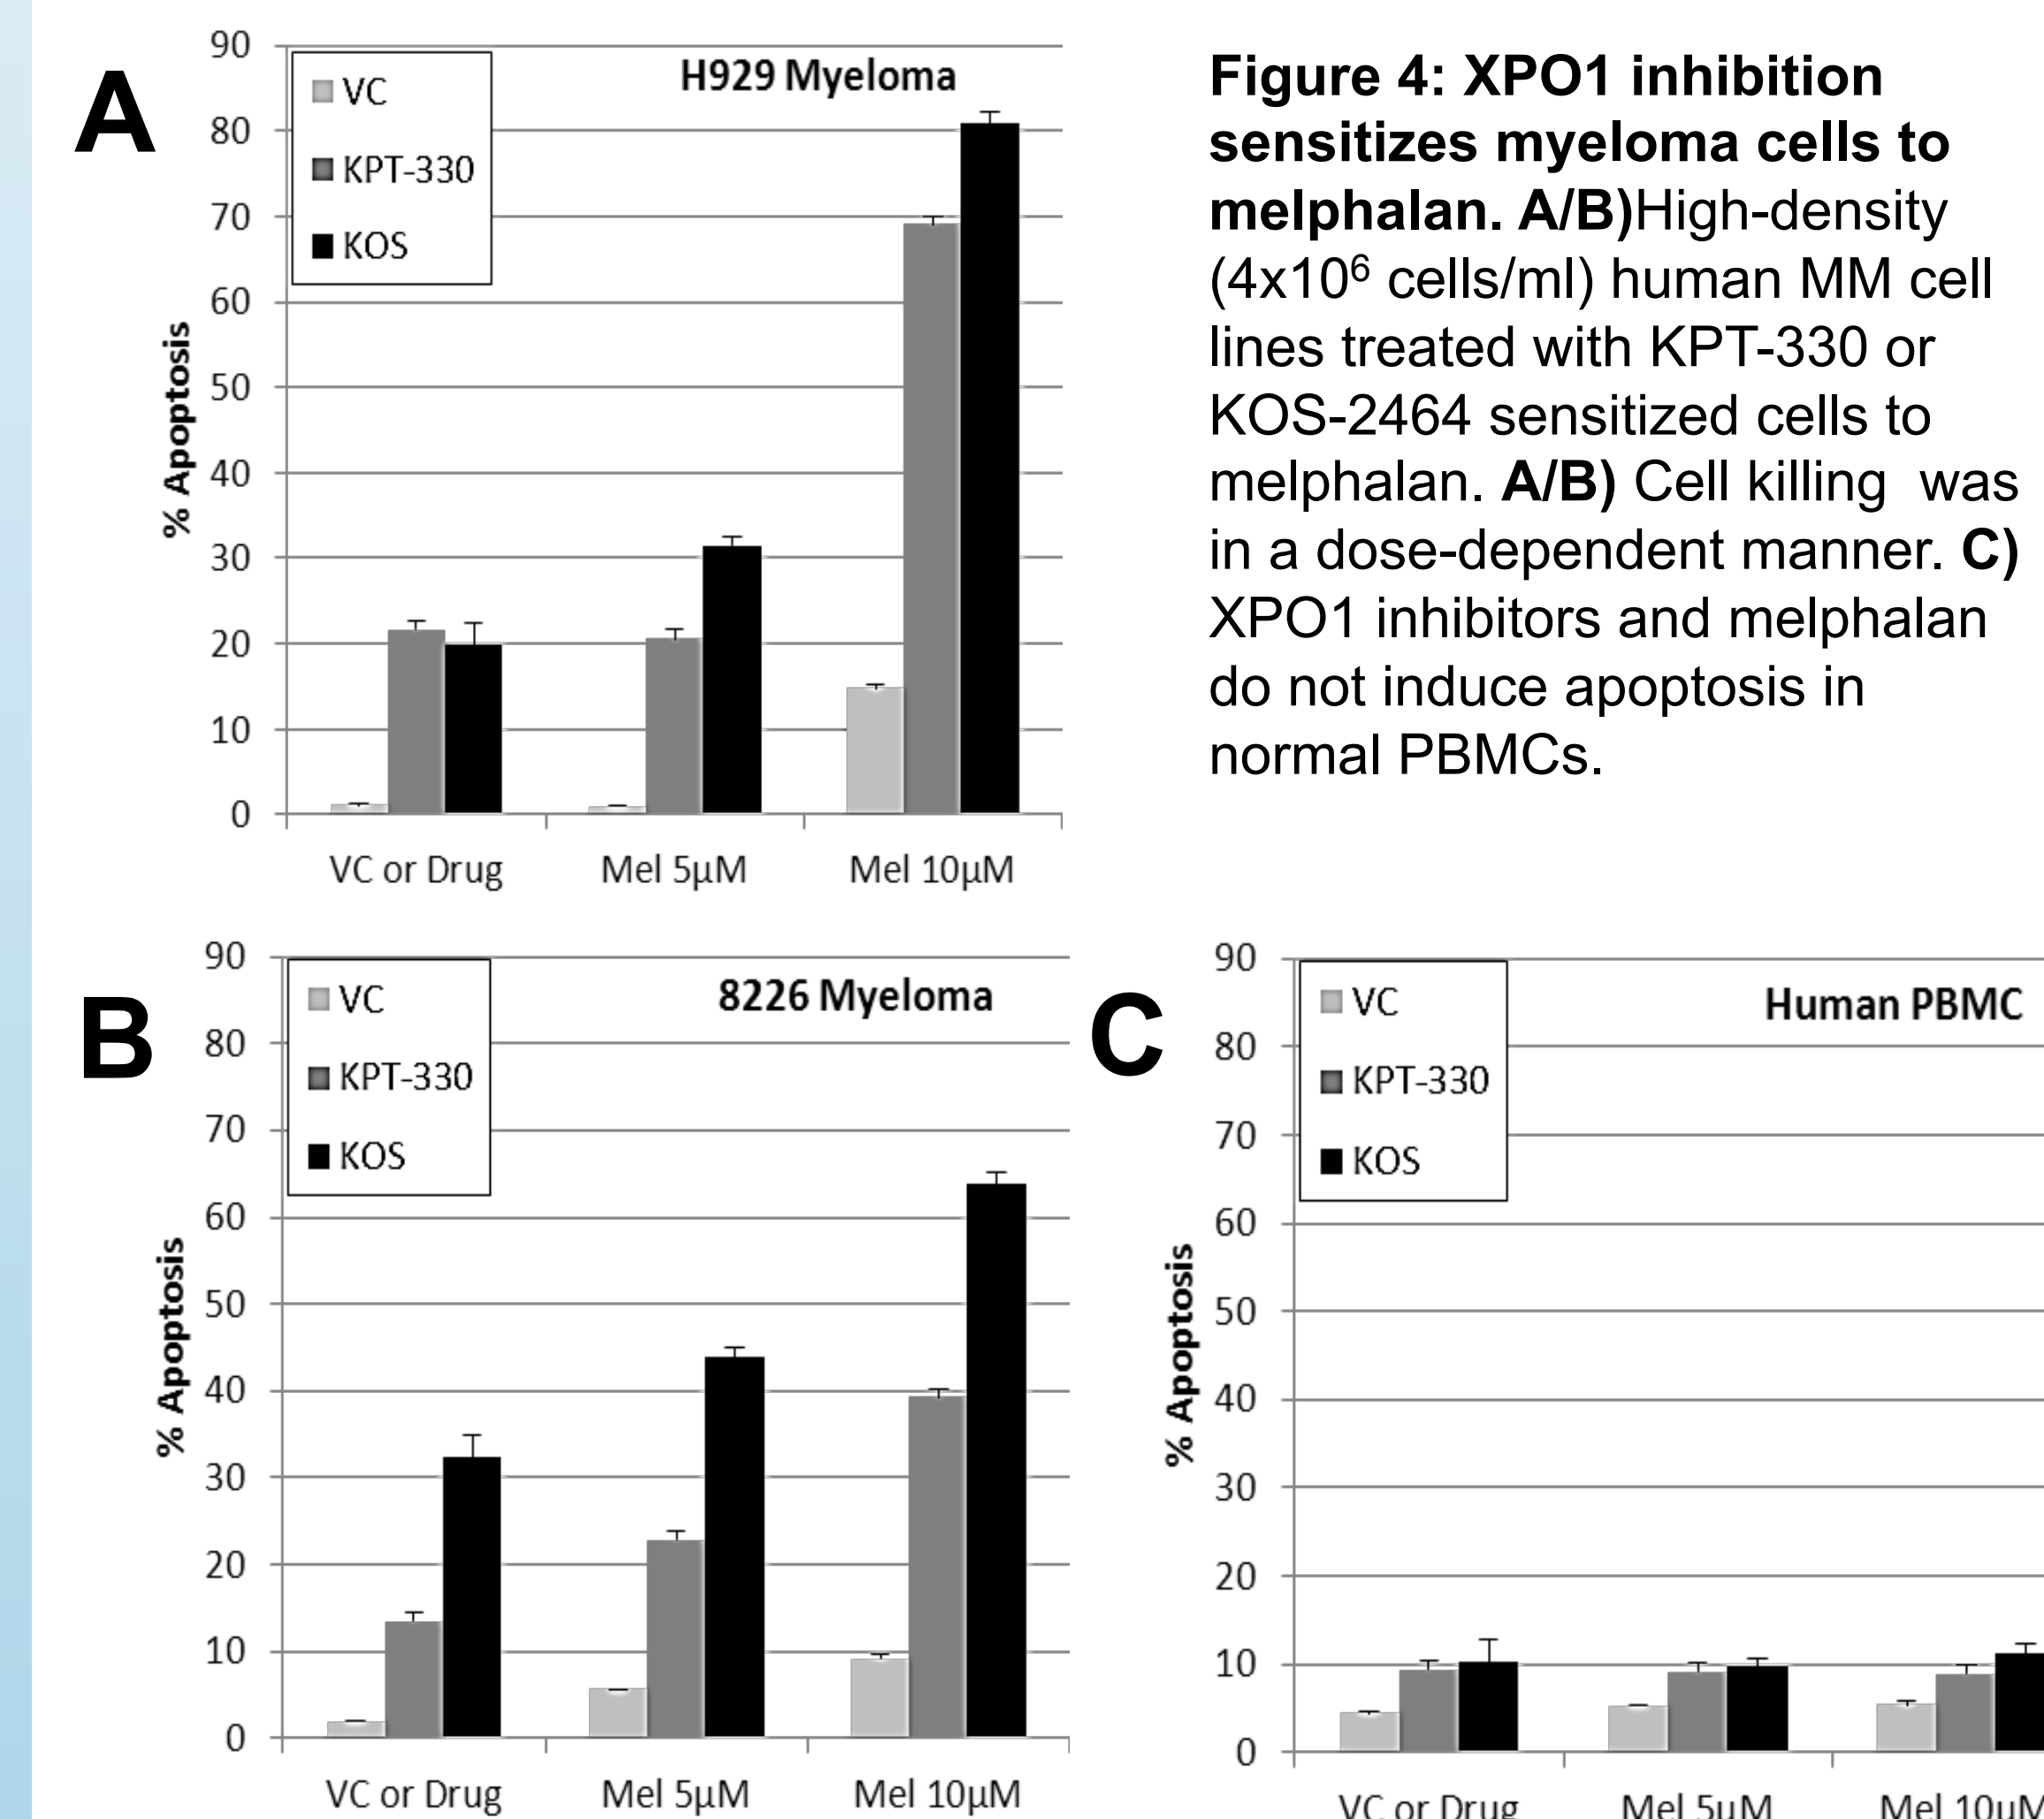 A
90
80
70
60
50
40
30
20
10
0
% Apoptosis
VC
KPT-330
KOS
H929 Myeloma
VC or Drug Mel 5µM Mel 10µM
Figure 4: XPO1 inhibition
sensitizes myeloma cells to
melphalan. A/B)High-density
(4x10⁶ cells/ml) human MM cell
lines treated with KPT-330 or
KOS-2464 sensitized cells to
melphalan. A/B) Cell killing was
in a dose-dependent manner. C)
XPO1 inhibitors and melphalan
do not induce apoptosis in
normal PBMCs.
B
90
80
70
60
50
40
30
20
10
0
% Apoptosis
VC
KPT-330
KOS
8226 Myeloma
VC or Drug Mel 5µM Mel 10µM
C
90
80
70
60
50
40
30
20
10
0
% Apoptosis
VC
KPT-330
KOS
Human PBMC
VC or Drug Mel 5µM Mel 10µM